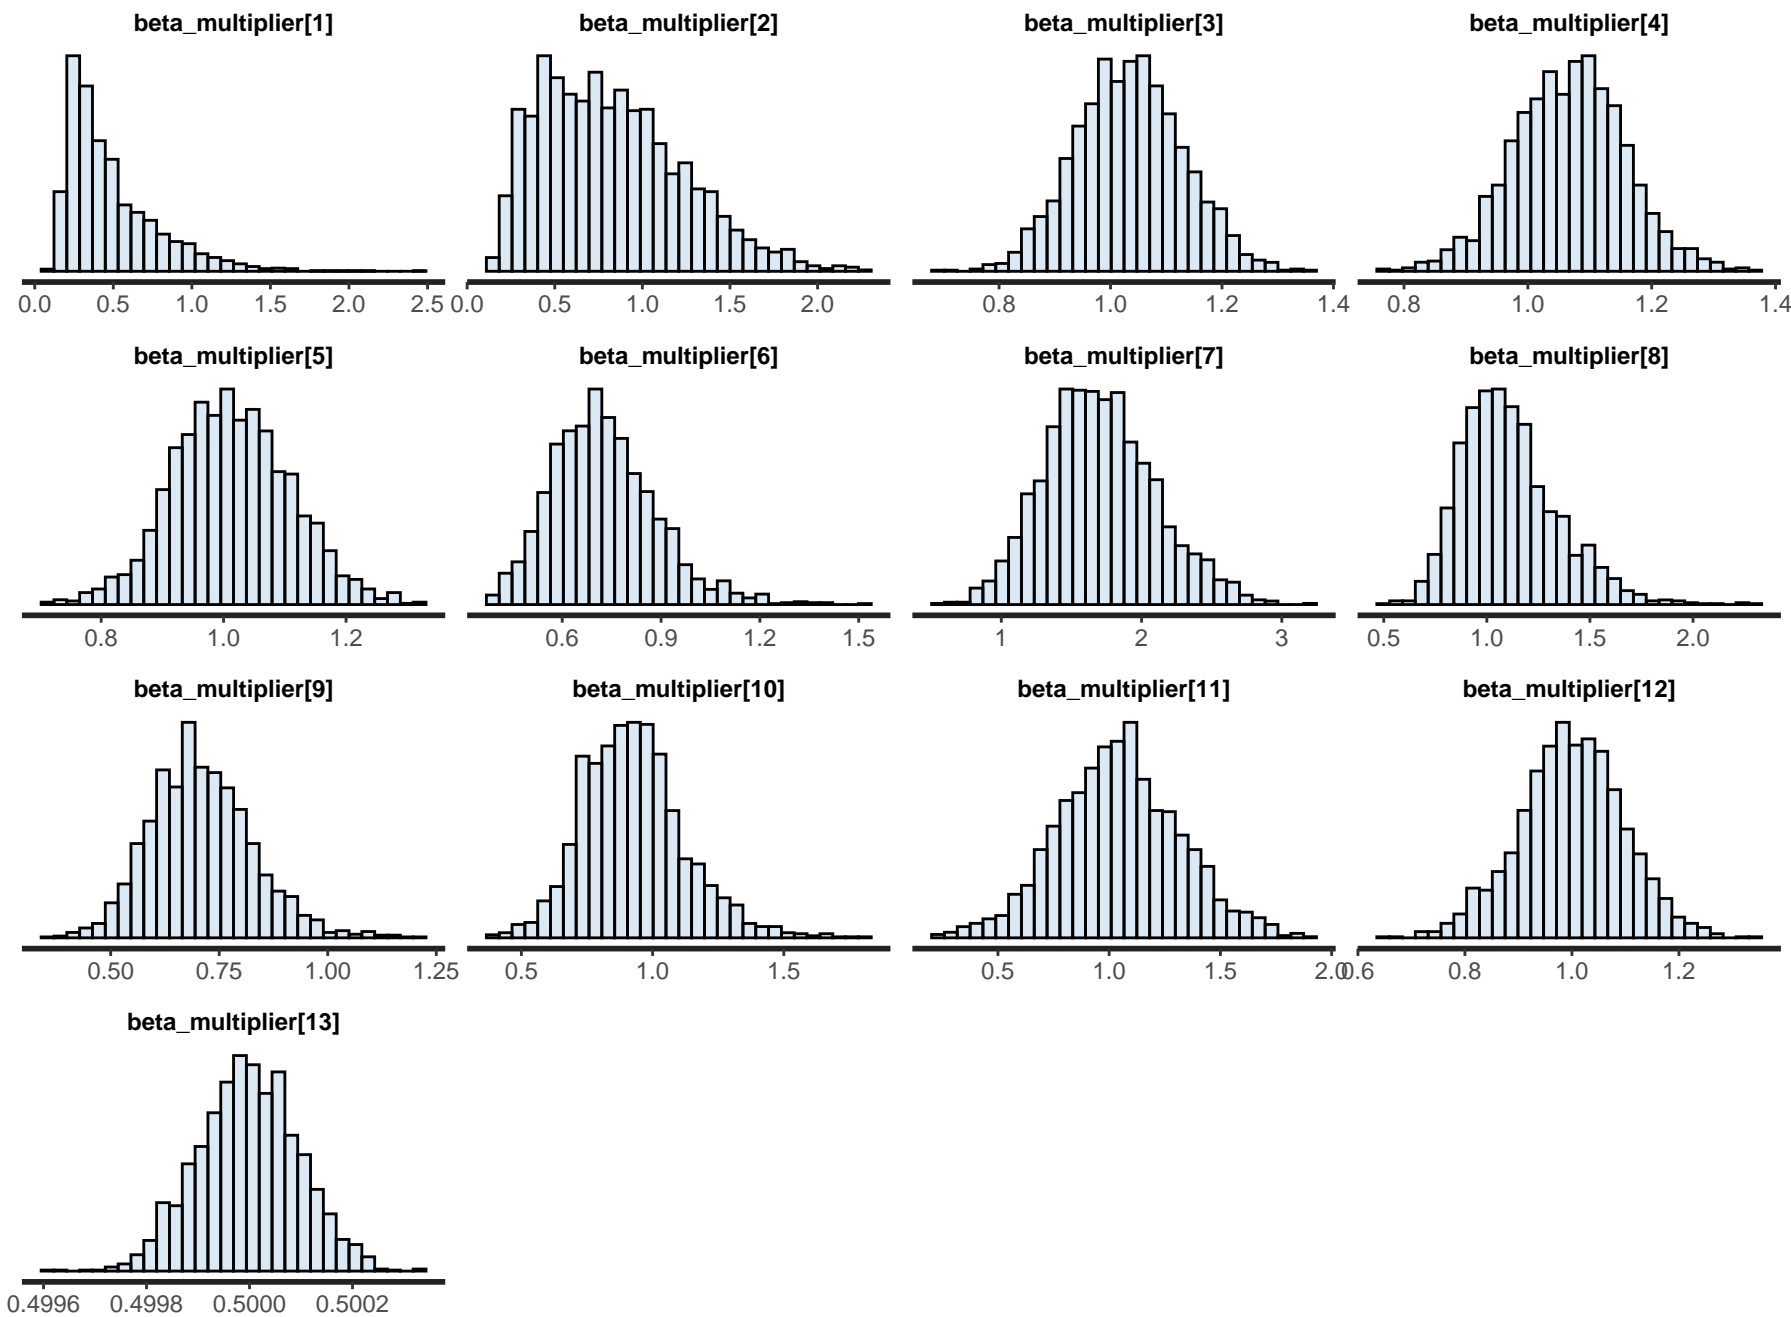 beta_multiplier[1] beta_multiplier[2] beta_multiplier[3] beta_multiplier[4]
0.0 0.5 1.0 1.5 2.0 2.5 0.0 0.5 1.0 1.5 2.0 0.8 1.0 1.2 1.4 0.8 1.0 1.2 1.4
beta_multiplier[5] beta_multiplier[6] beta_multiplier[7] beta_multiplier[8]
0.8 1.0 1.2 0.6 0.9 1.2 1.5 1 2 3 0.5 1.0 1.5 2.0
beta_multiplier[9] beta_multiplier[10] beta_multiplier[11] beta_multiplier[12]
0.50 0.75 1.00 1.25 0.5 1.0 1.5 0.5 1.0 1.5 2.0 0.6 0.8 1.0 1.2
beta_multiplier[13]
0.4996 0.4998 0.5000 0.5002